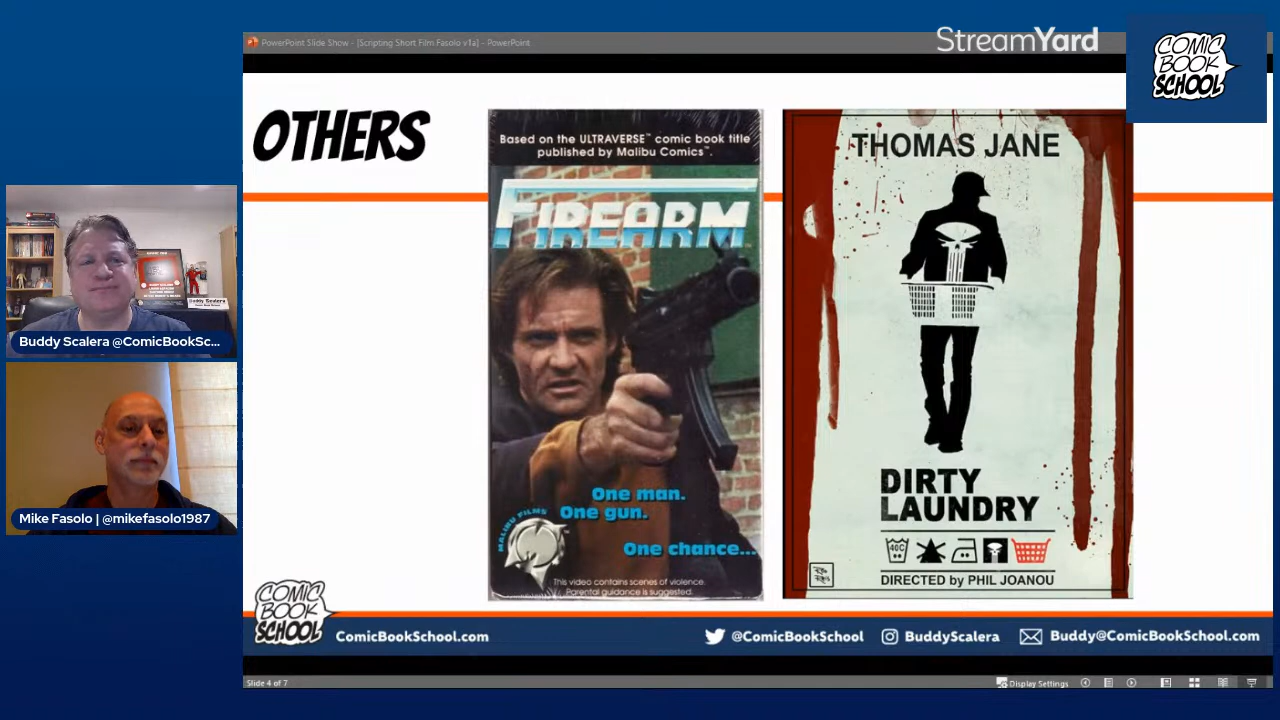 PowerPoint Slide Show - [Scripting Short Film Fasolo v1a] - PowerPoint
StreamYard
COMIC
BOOK
SCHOOL
OTHERS
Based on the ULTRAVERSE™ comic book title
published by Malibu Comics™.
FIREARM
One man.
One gun.
One chance...
MALIBU FILMS
This video contains scenes of violence.
Parental guidance is suggested.
THOMAS JANE
DIRTY
LAUNDRY
40C
DIRECTED by PHIL JOANOU
Buddy Scalera
Buddy Scalera @ComicBookSc...
Mike Fasolo | @mikefasolo1987
COMIC
BOOK
SCHOOL
ComicBookSchool.com
@ComicBookSchool
BuddyScalera
Buddy@ComicBookSchool.com
Slide 4 of 7
Display Settings